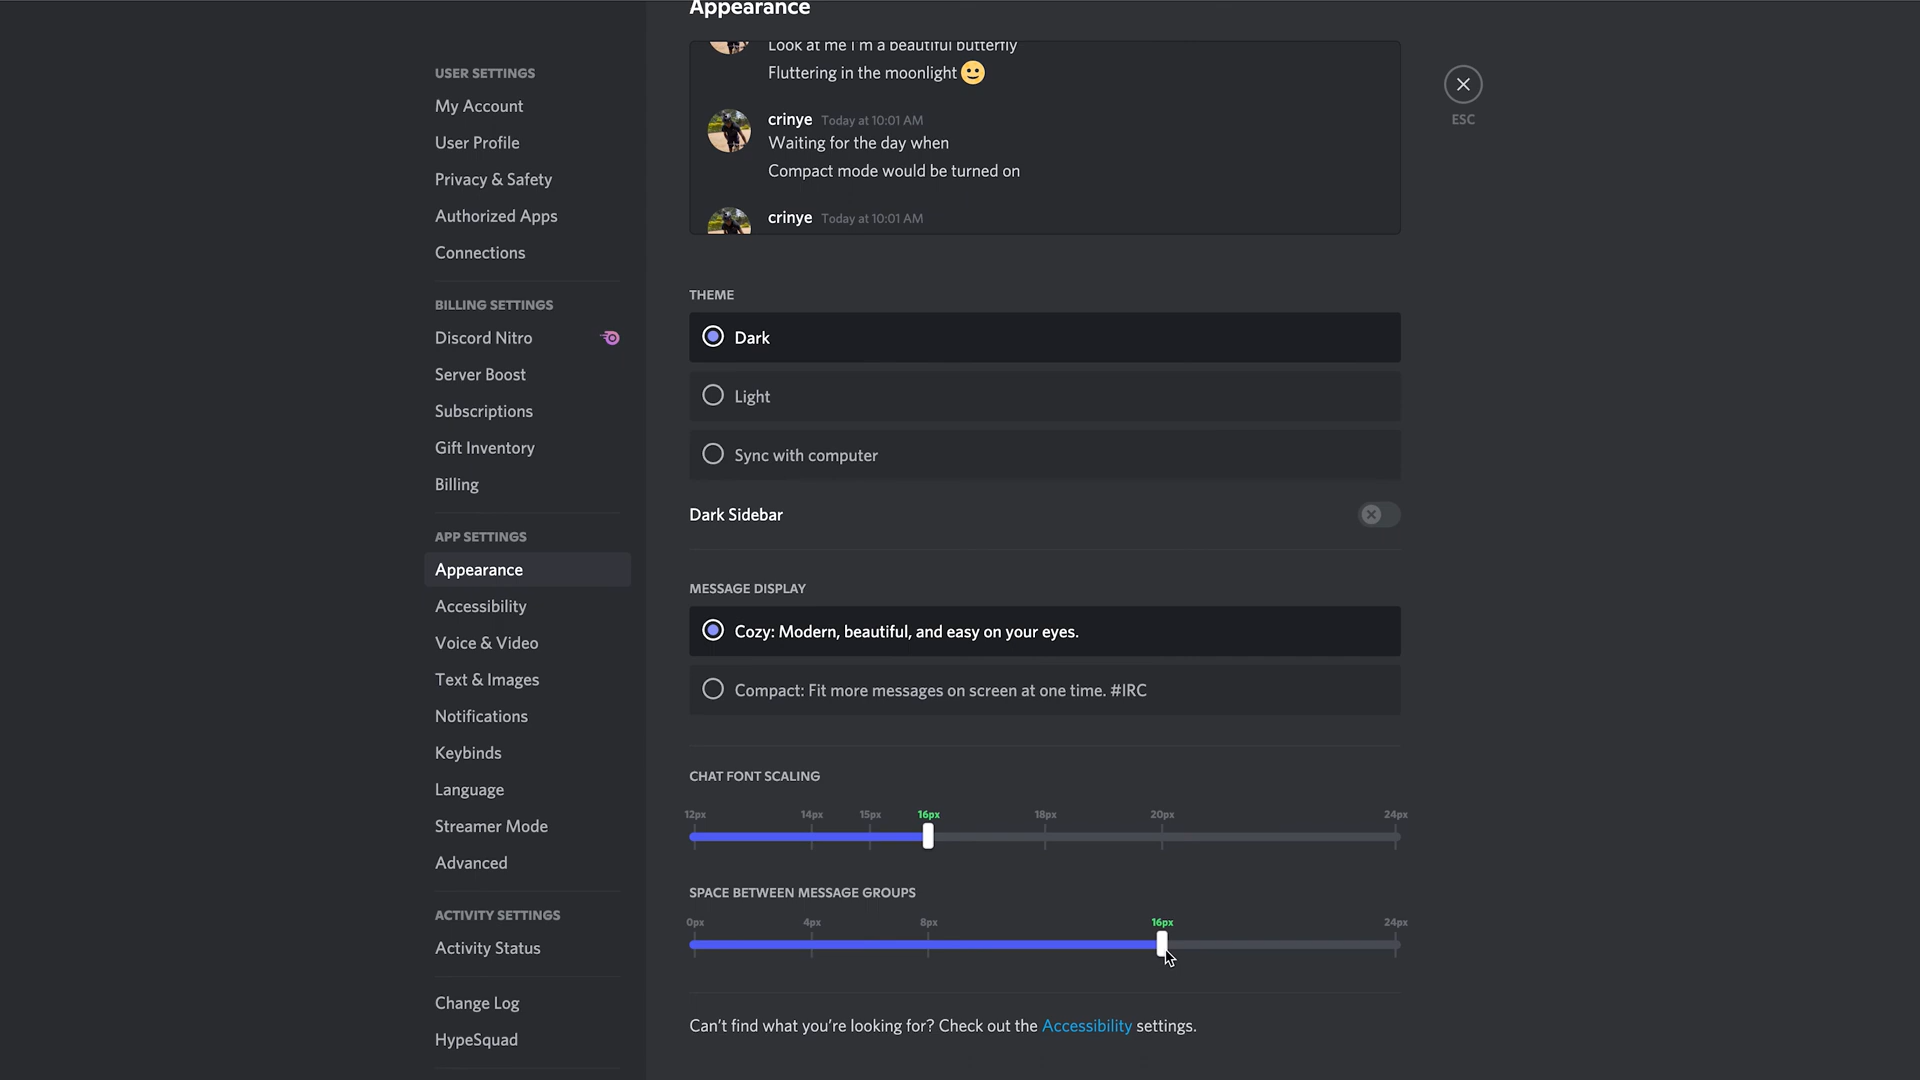 Appearance
USER SETTINGS
My Account
User Profile
Privacy & Safety
Authorized Apps
Connections
BILLING SETTINGS
Discord Nitro
Server Boost
Subscriptions
Gift Inventory
Billing
APP SETTINGS
Appearance
Accessibility
Voice & Video
Text & Images
Notifications
Keybinds
Language
Streamer Mode
Advanced
ACTIVITY SETTINGS
Activity Status
Change Log
HypeSquad
Look at me I'm a beautiful butterfly
Fluttering in the moonlight
crinye Today at 10:01 AM
Waiting for the day when
Compact mode would be turned on
crinye Today at 10:01 AM
ESC
THEME
Dark
Light
Sync with computer
Dark Sidebar
MESSAGE DISPLAY
Cozy: Modern, beautiful, and easy on your eyes.
Compact: Fit more messages on screen at one time. #IRC
CHAT FONT SCALING
12px 14px 15px 16px 18px 20px 24px
SPACE BETWEEN MESSAGE GROUPS
0px 4px 8px 16px 24px
Can't find what you're looking for? Check out the Accessibility settings.